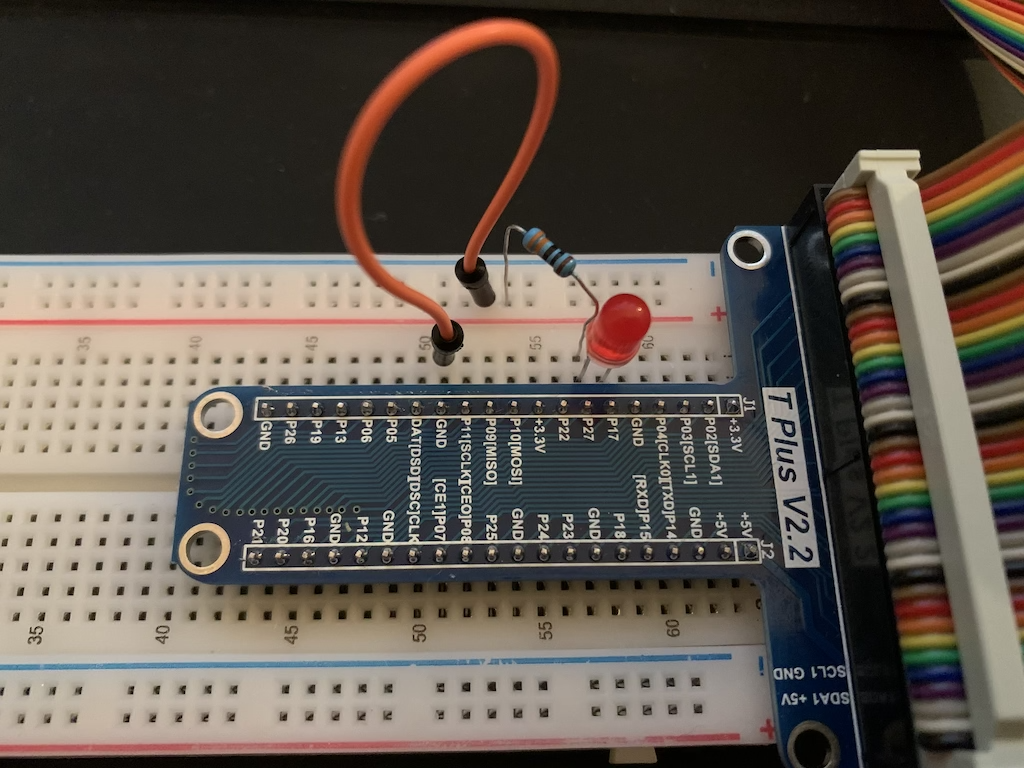 35 40 45 50 55 60
+
J1
GND P26 P19 P13 P06 P05 DAT[DSD] GND P11[SCLK] P09[MISO] P10[MOSI] +3.3V P22 P27 P17 GND P04[CLK0] P03[SCL1] P02[SDA1] +3.3V
P21 P20 P16 GND P12 GND [DSC]CLK [CE1]P07 [CE0]P08 P25 GND P24 P23 GND P18 [RXD]P15 [TXD]P14 GND +5V +5V
J2
T Plus V2.2
35 40 45 50 55 60
SCL1 GND
SDA1 +5V
+